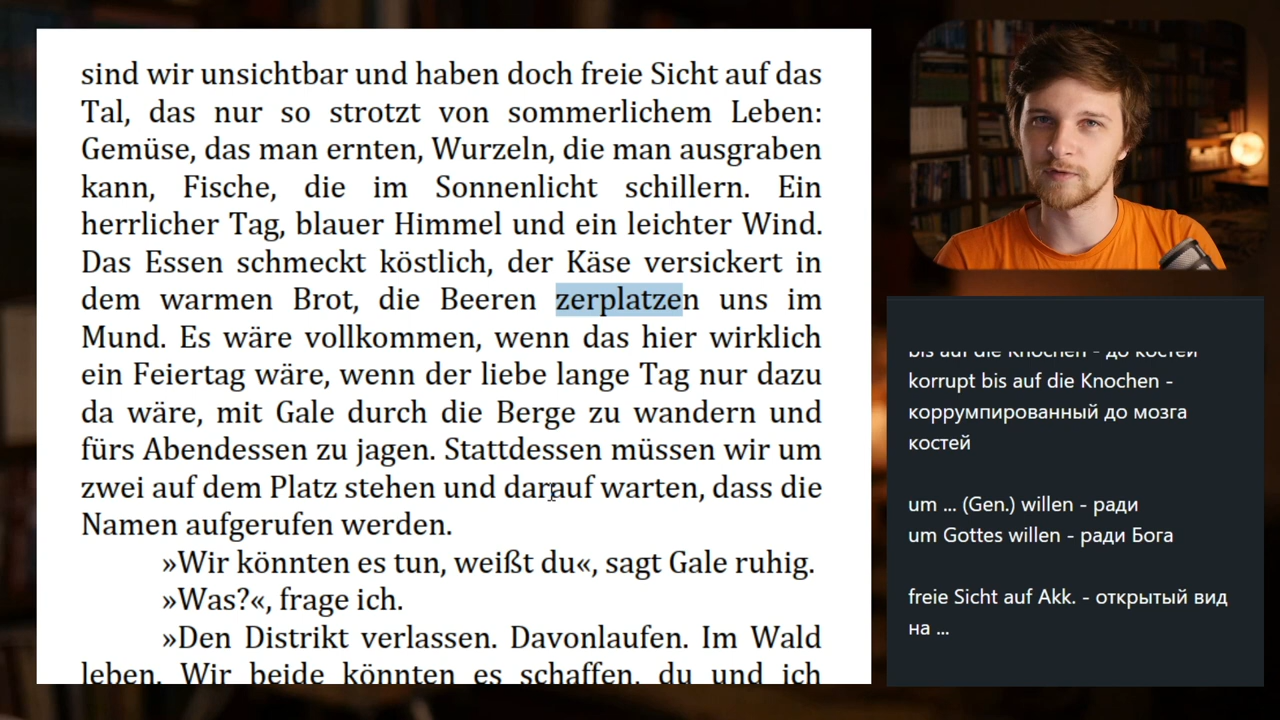 sind wir unsichtbar und haben doch freie Sicht auf das
Tal, das nur so strotzt von sommerlichem Leben:
Gemüse, das man ernten, Wurzeln, die man ausgraben
kann, Fische, die im Sonnenlicht schillern. Ein
herrlicher Tag, blauer Himmel und ein leichter Wind.
Das Essen schmeckt köstlich, der Käse versickert in
dem warmen Brot, die Beeren zerplatzen uns im
Mund. Es wäre vollkommen, wenn das hier wirklich
ein Feiertag wäre, wenn der liebe lange Tag nur dazu
da wäre, mit Gale durch die Berge zu wandern und
fürs Abendessen zu jagen. Stattdessen müssen wir um
zwei auf dem Platz stehen und darauf warten, dass die
Namen aufgerufen werden.
»Wir könnten es tun, weißt du«, sagt Gale ruhig.
»Was?«, frage ich.
»Den Distrikt verlassen. Davonlaufen. Im Wald
leben. Wir beide könnten es schaffen, du und ich
bis auf die Knochen - до костей
korrupt bis auf die Knochen -
коррумпированный до мозга
костей
um ... (Gen.) willen - ради
um Gottes willen - ради Бога
freie Sicht auf Akk. - открытый вид
на ...